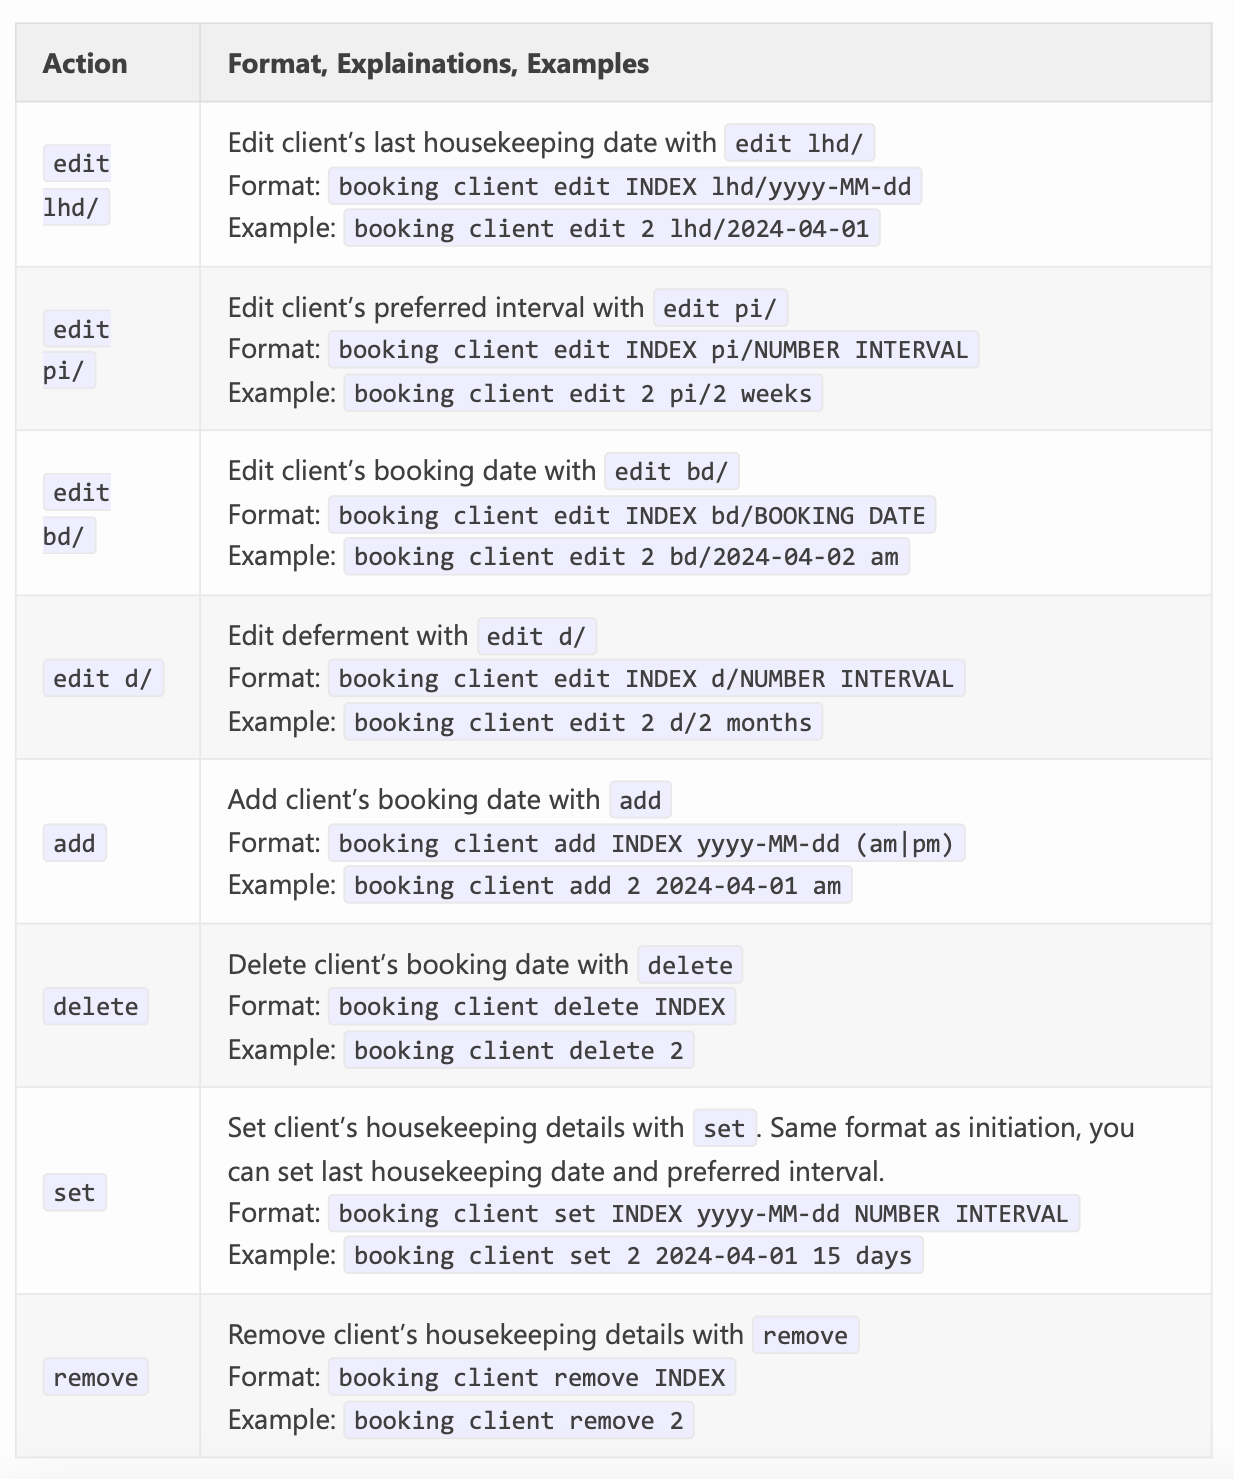 Action
Format, Explainations, Examples
edit
lhd/
Edit client’s last housekeeping date with edit lhd/
Format: booking client edit INDEX lhd/yyyy-MM-dd
Example: booking client edit 2 lhd/2024-04-01
edit
pi/
Edit client’s preferred interval with edit pi/
Format: booking client edit INDEX pi/NUMBER INTERVAL
Example: booking client edit 2 pi/2 weeks
edit
bd/
Edit client’s booking date with edit bd/
Format: booking client edit INDEX bd/BOOKING DATE
Example: booking client edit 2 bd/2024-04-02 am
edit d/
Edit deferment with edit d/
Format: booking client edit INDEX d/NUMBER INTERVAL
Example: booking client edit 2 d/2 months
add
Add client’s booking date with add
Format: booking client add INDEX yyyy-MM-dd (am|pm)
Example: booking client add 2 2024-04-01 am
delete
Delete client’s booking date with delete
Format: booking client delete INDEX
Example: booking client delete 2
set
Set client’s housekeeping details with set. Same format as initiation, you
can set last housekeeping date and preferred interval.
Format: booking client set INDEX yyyy-MM-dd NUMBER INTERVAL
Example: booking client set 2 2024-04-01 15 days
remove
Remove client’s housekeeping details with remove
Format: booking client remove INDEX
Example: booking client remove 2